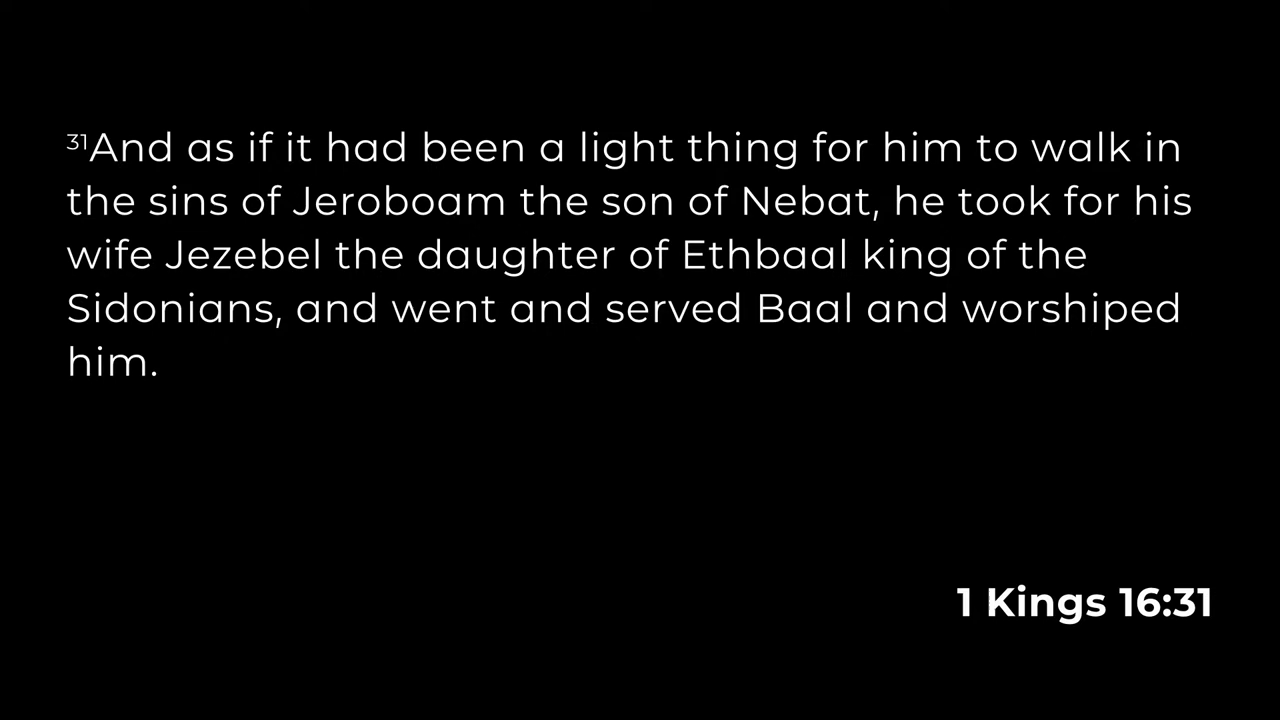 31And as if it had been a light thing for him to walk in
the sins of Jeroboam the son of Nebat, he took for his
wife Jezebel the daughter of Ethbaal king of the
Sidonians, and went and served Baal and worshiped
him.
1 Kings 16:31